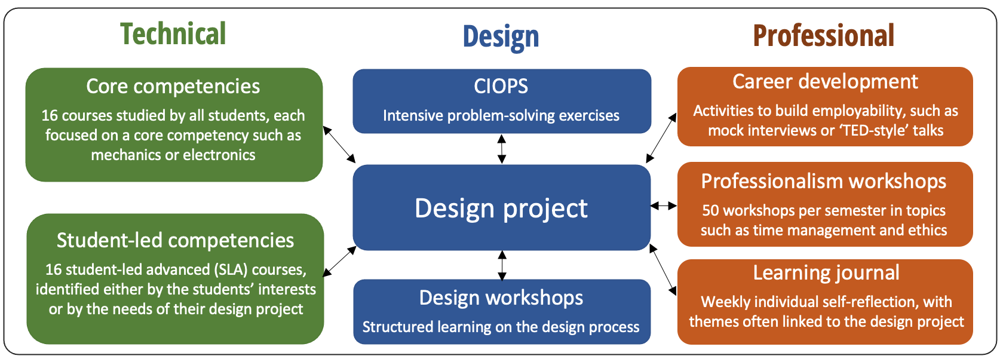 Technical
Core competencies
16 courses studied by all students, each
focused on a core competency such as
mechanics or electronics
Student-led competencies
16 student-led advanced (SLA) courses,
identified either by the students’ interests
or by the needs of their design project
Design
CIOPS
Intensive problem-solving exercises
Design project
Design workshops
Structured learning on the design process
Professional
Career development
Activities to build employability, such as
mock interviews or ‘TED-style’ talks
Professionalism workshops
50 workshops per semester in topics
such as time management and ethics
Learning journal
Weekly individual self-reflection, with
themes often linked to the design project